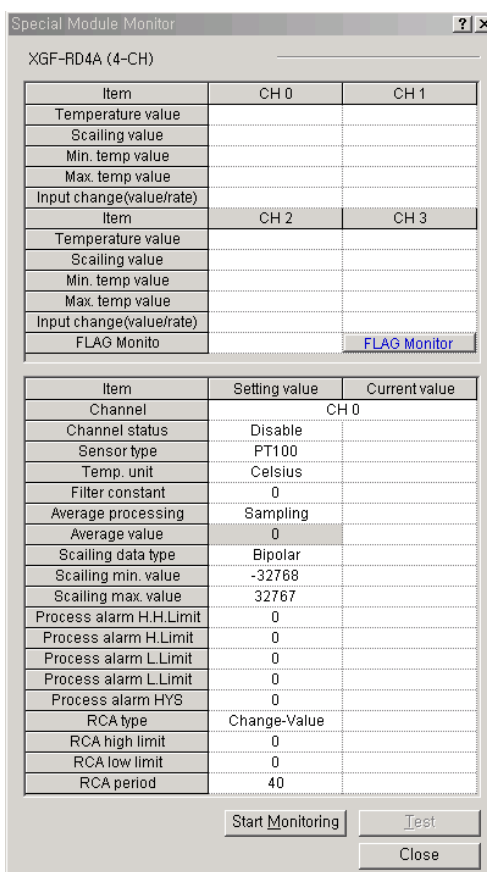 Special Module Monitor ? x
XGF-RD4A (4-CH)
Item CH 0 CH 1
Temperature value
Scailing value
Min. temp value
Max. temp value
Input change(value/rate)
Item CH 2 CH 3
Temperature value
Scailing value
Min. temp value
Max. temp value
Input change(value/rate)
FLAG Monito FLAG Monitor
Item Setting value Current value
Channel CH 0
Channel status Disable
Sensor type PT100
Temp. unit Celsius
Filter constant 0
Average processing Sampling
Average value 0
Scailing data type Bipolar
Scailing min. value -32768
Scailing max. value 32767
Process alarm H.H.Limit 0
Process alarm H.Limit 0
Process alarm L.Limit 0
Process alarm L.Limit 0
Process alarm HYS 0
RCA type Change-Value
RCA high limit 0
RCA low limit 0
RCA period 40
Start Monitoring Test
Close